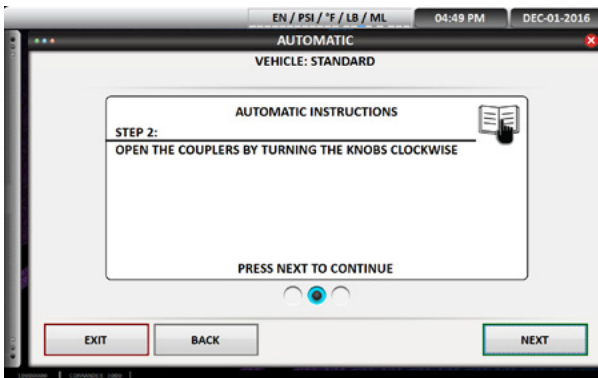 EN / PSI / °F / LB / ML 04:49 PM DEC-01-2016
AUTOMATIC
VEHICLE: STANDARD
AUTOMATIC INSTRUCTIONS
STEP 2:
OPEN THE COUPLERS BY TURNING THE KNOBS CLOCKWISE
PRESS NEXT TO CONTINUE
EXIT BACK NEXT